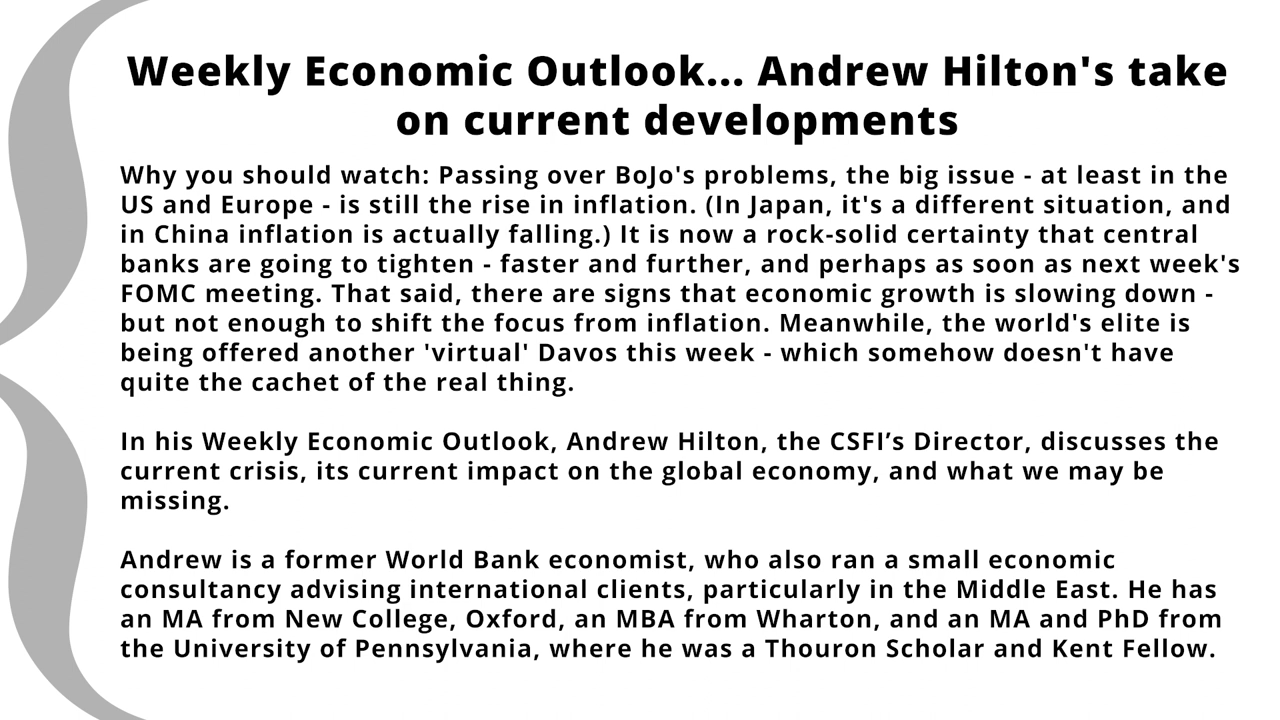 Weekly Economic Outlook... Andrew Hilton's take
on current developments
Why you should watch: Passing over BoJo's problems, the big issue - at least in the
US and Europe - is still the rise in inflation. (In Japan, it's a different situation, and
in China inflation is actually falling.) It is now a rock-solid certainty that central
banks are going to tighten - faster and further, and perhaps as soon as next week's
FOMC meeting. That said, there are signs that economic growth is slowing down -
but not enough to shift the focus from inflation. Meanwhile, the world's elite is
being offered another 'virtual' Davos this week - which somehow doesn't have
quite the cachet of the real thing.
In his Weekly Economic Outlook, Andrew Hilton, the CSFI’s Director, discusses the
current crisis, its current impact on the global economy, and what we may be
missing.
Andrew is a former World Bank economist, who also ran a small economic
consultancy advising international clients, particularly in the Middle East. He has
an MA from New College, Oxford, an MBA from Wharton, and an MA and PhD from
the University of Pennsylvania, where he was a Thouron Scholar and Kent Fellow.